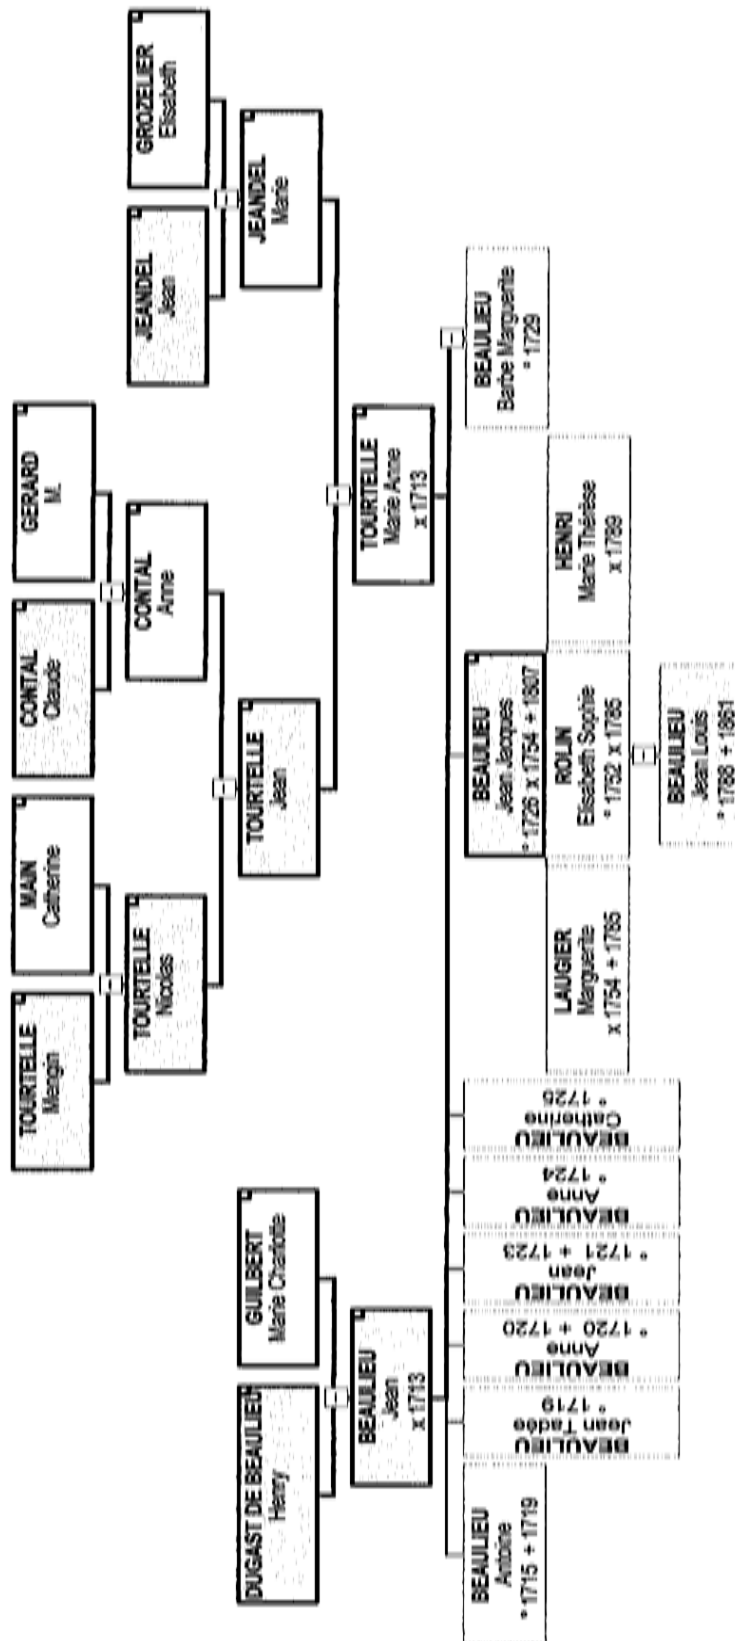 TOURTELLE
Mengin
MAIN
Catherine
CONTAL
Claude
GERARD
M.
TOURTELLE
Nicolas
CONTAL
Anne
JEANDEL
Jean
GROZELIER
Elisabeth
DUGAST DE BEAULIEU
Henry
GUILBERT
Marie Charlotte
TOURTELLE
Jean
JEANDEL
Marie
BEAULIEU
Jean
x 1713
TOURTELLE
Marie Anne
x 1713
BEAULIEU
Antoine
° 1715 + 1719
BEAULIEU
Jean Tadée
° 1719
BEAULIEU
Anne
° 1720 + 1720
BEAULIEU
Jean
° 1721 + 1723
BEAULIEU
Anne
° 1724
BEAULIEU
Catherine
° 1725
BEAULIEU
Jean Jacques
° 1726 x 1754 + 1807
BEAULIEU
Barbe Marguerite
° 1729
LAUGIER
Marguerite
x 1754 + 1785
ROLIN
Elisabeth Sophie
° 1752 x 1785
HENRI
Marie Thérèse
x 1789
BEAULIEU
Jean Louis
° 1788 + 1861